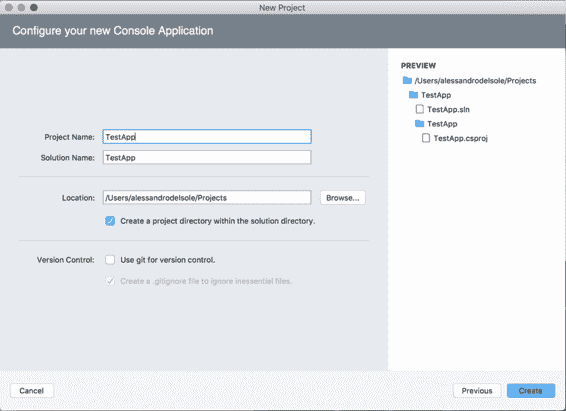 New Project
Configure your new Console Application
PREVIEW
/Users/alessandrodelsole/Projects
TestApp
TestApp.sln
TestApp
TestApp.csproj
Project Name: TestApp
Solution Name: TestApp
Location: /Users/alessandrodelsole/Projects Browse...
Create a project directory within the solution directory.
Version Control: Use git for version control.
Create a .gitignore file to ignore inessential files.
Cancel Previous Create